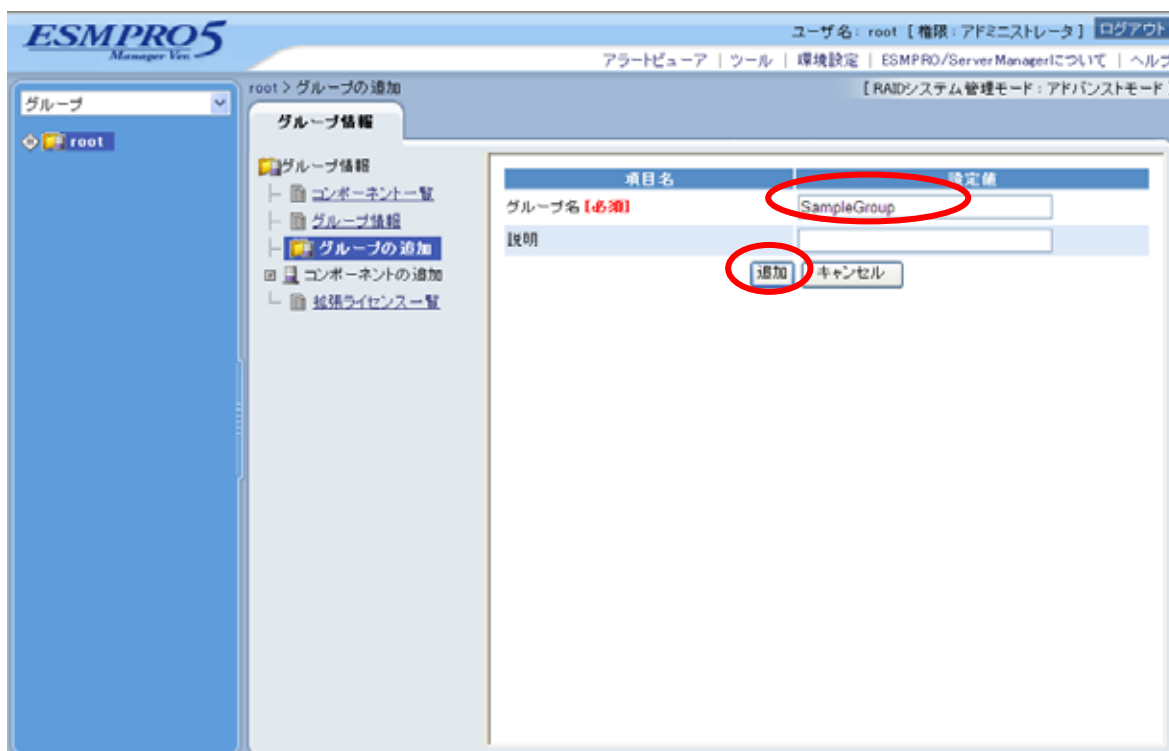 ESMPRO5
Manager Ver.
ユーザ名: root [ 権限 : アドミニストレータ ] ログアウト
アラートビューア | ツール | 環境設定 | ESMPRO/ServerManagerについて | ヘルプ
グループ
root
root > グループの追加
[ RAIDシステム管理モード : アドバンストモード
グループ情報
グループ情報
コンポーネント一覧
グループ情報
グループの追加
コンポーネントの追加
拡張ライセンス一覧
項目名 設定値
グループ名 [必須] SampleGroup
説明
追加 キャンセル